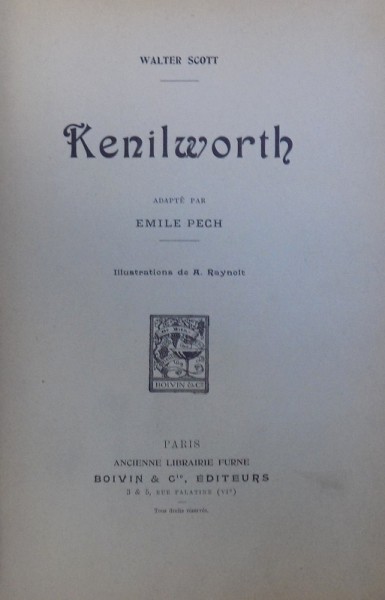 WALTER SCOTT
Kenilworth
ADAPTÉ PAR
EMILE PECH
Illustrations de A. Raynolt
BOIVIN & Cie
PARIS
ANCIENNE LIBRAIRIE FURNE
BOIVIN & Cie, ÉDITEURS
3 & 5, RUE PALATINE (VIe)
Tous droits réservés.